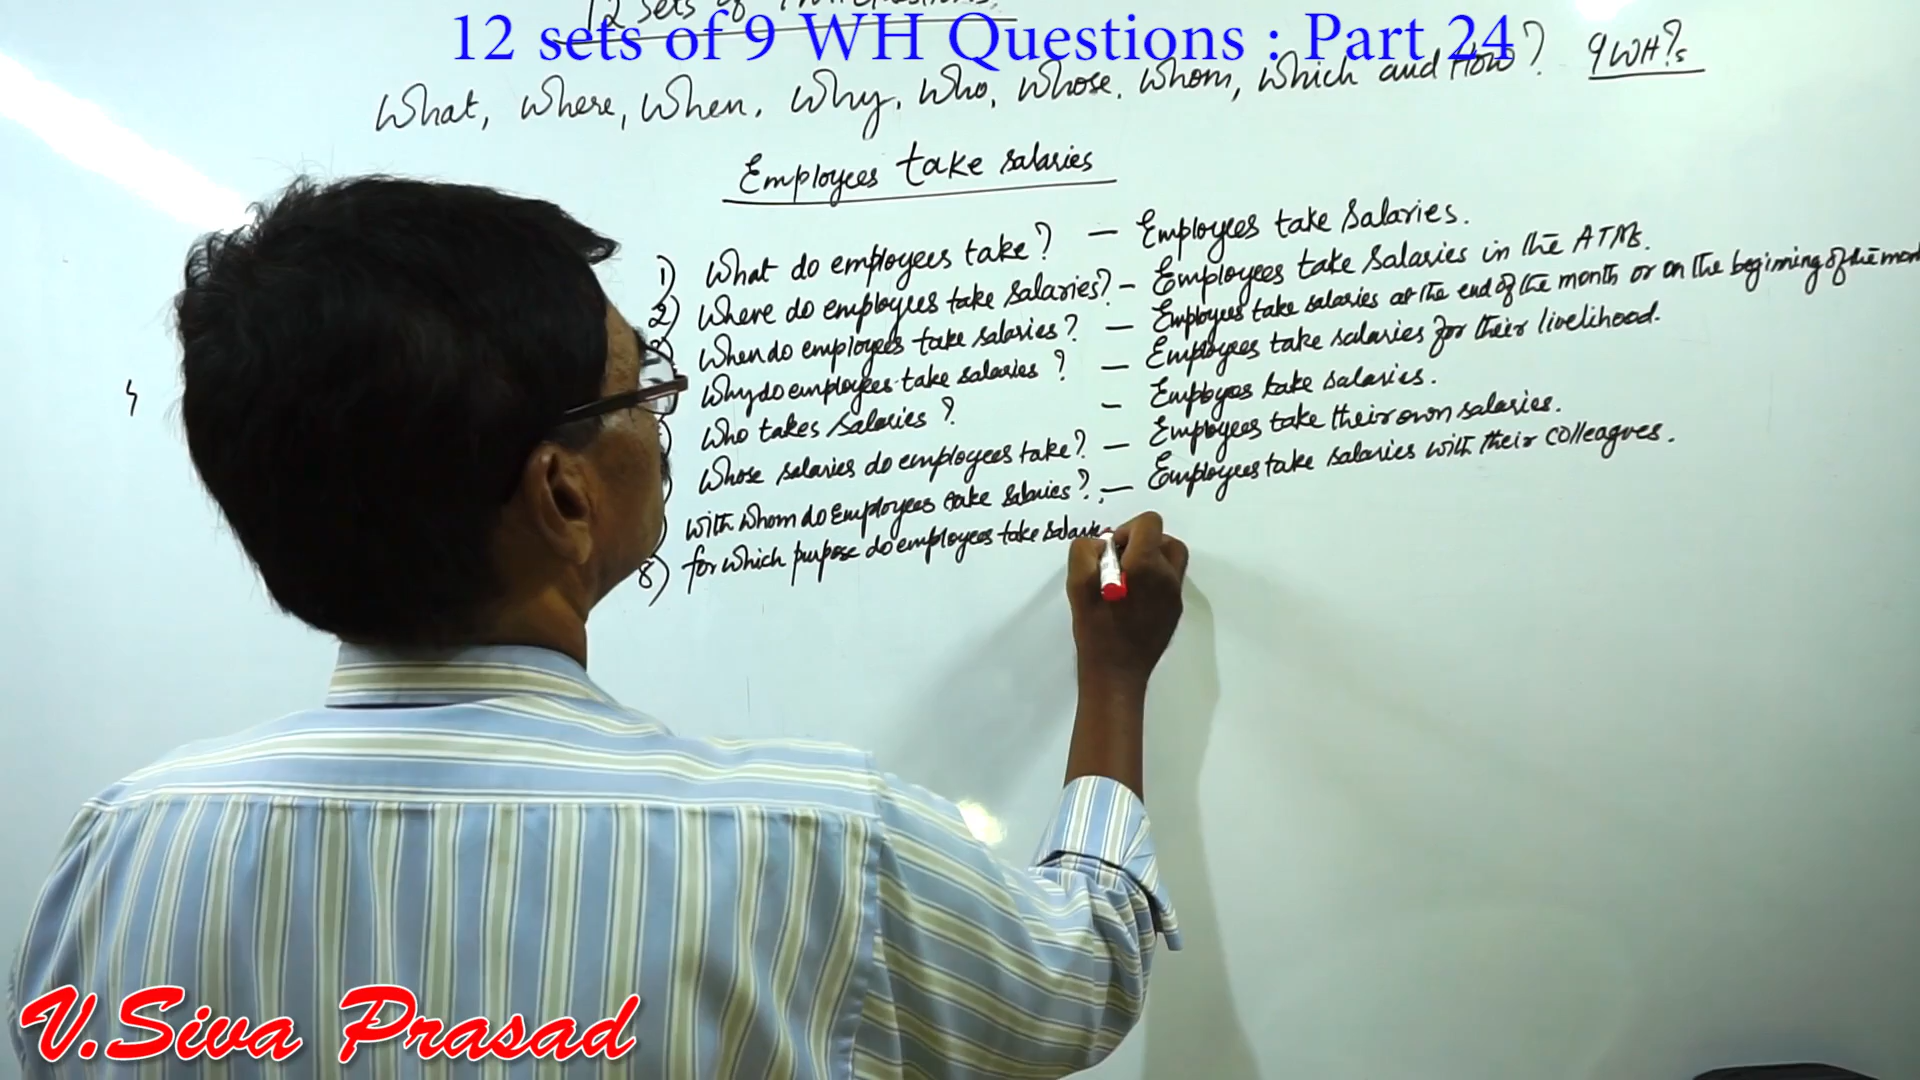 12 sets of
12 sets of 9 WH Questions : Part 24
What, where, when, why, who, whose, whom, which and How? 9 WH?s
Employees take salaries
1) What do employees take? — Employees take salaries.
2) Where do employees take salaries? - Employees take salaries in the ATMs.
When do employees take salaries? — Employees take salaries at the end of the month or on the beginning of the mon
Why do employees take salaries? — Employees take salaries for their livelihood.
Who takes salaries? - Employees take salaries.
Whose salaries do employees take? — Employees take their own salaries.
with whom do Employees take salaries? — Employees take salaries with their colleagues.
8) for which purpose do employees take salarie
V.Siva Prasad